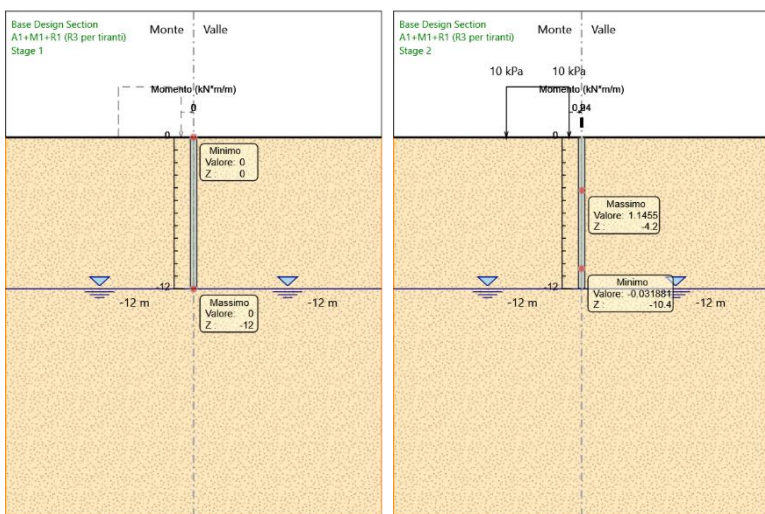 Base Design Section
A1+M1+R1 (R3 per tiranti)
Stage 1
Monte
Valle
Momento (kN*m/m)
0
0
Minimo
Valore: 0
Z : 0
-12
-12 m
-12 m
Massimo
Valore: 0
Z : -12
Base Design Section
A1+M1+R1 (R3 per tiranti)
Stage 2
Monte
Valle
10 kPa
10 kPa
Momento (kN*m/m)
0
Massimo
Valore: 1.1455
Z : -4.2
-12
-12 m
-12 m
Minimo
Valore: -0.031881
Z : -10.4